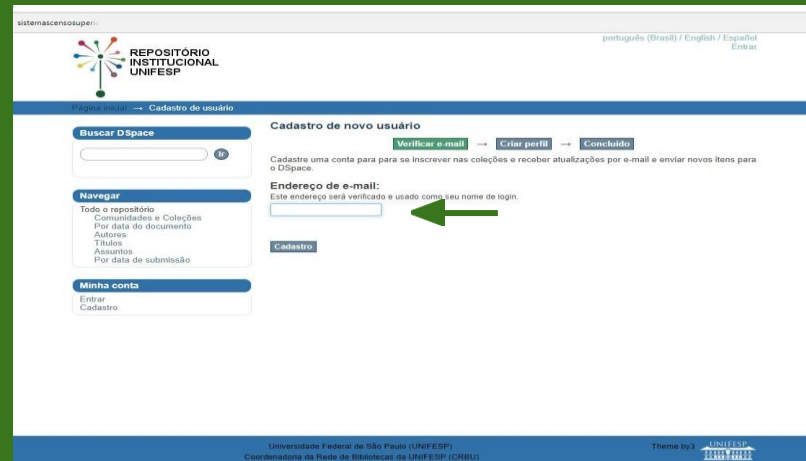 sistemascensosuperi
português (Brasil) / English / Español
Entrar
REPOSITÓRIO
INSTITUCIONAL
UNIFESP
Página inicial → Cadastro de usuário
Buscar DSpace
Ir
Navegar
Todo o repositório
Comunidades e Coleções
Por data do documento
Autores
Títulos
Assuntos
Por data de submissão
Minha conta
Entrar
Cadastro
Cadastro de novo usuário
Verificar e-mail → Criar perfil → Concluído
Cadastre uma conta para para se inscrever nas coleções e receber atualizações por e-mail e enviar novos itens para
o DSpace.
Endereço de e-mail:
Este endereço será verificado e usado como seu nome de login.
Cadastro
Universidade Federal de São Paulo (UNIFESP)
Coordenadoria da Rede de Bibliotecas da UNIFESP (CRBU)
Theme by3
UNIFESP